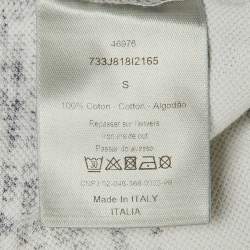 46976
733J818I2165
S
100% Coton - Cotton - Algodão
Repasser sur l'envers
Iron inside out
Passar do avesso
CNPJ
Made in ITALY
ITALIA